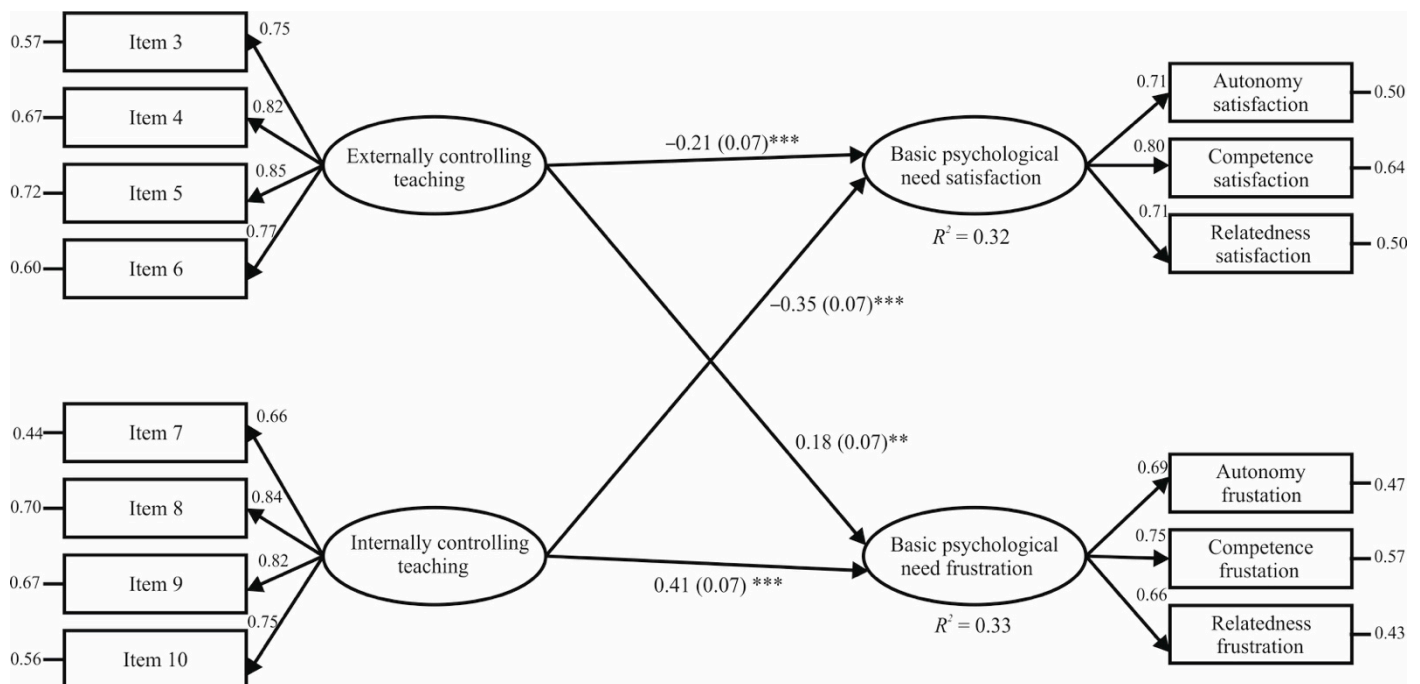 0.57
Item 3
0.75
0.67
Item 4
0.82
0.72
Item 5
0.85
0.60
Item 6
0.77
Externally controlling
teaching
–0.21 (0.07)***
Basic psychological
need satisfaction
R² = 0.32
0.71
Autonomy
satisfaction
0.50
0.80
Competence
satisfaction
0.64
0.71
Relatedness
satisfaction
0.50
–0.35 (0.07)***
0.18 (0.07)**
0.44
Item 7
0.66
0.70
Item 8
0.84
0.67
Item 9
0.82
0.56
Item 10
0.75
Internally controlling
teaching
0.41 (0.07) ***
Basic psychological
need frustration
R² = 0.33
0.69
Autonomy
frustation
0.47
0.75
Competence
frustation
0.57
0.66
Relatedness
frustration
0.43